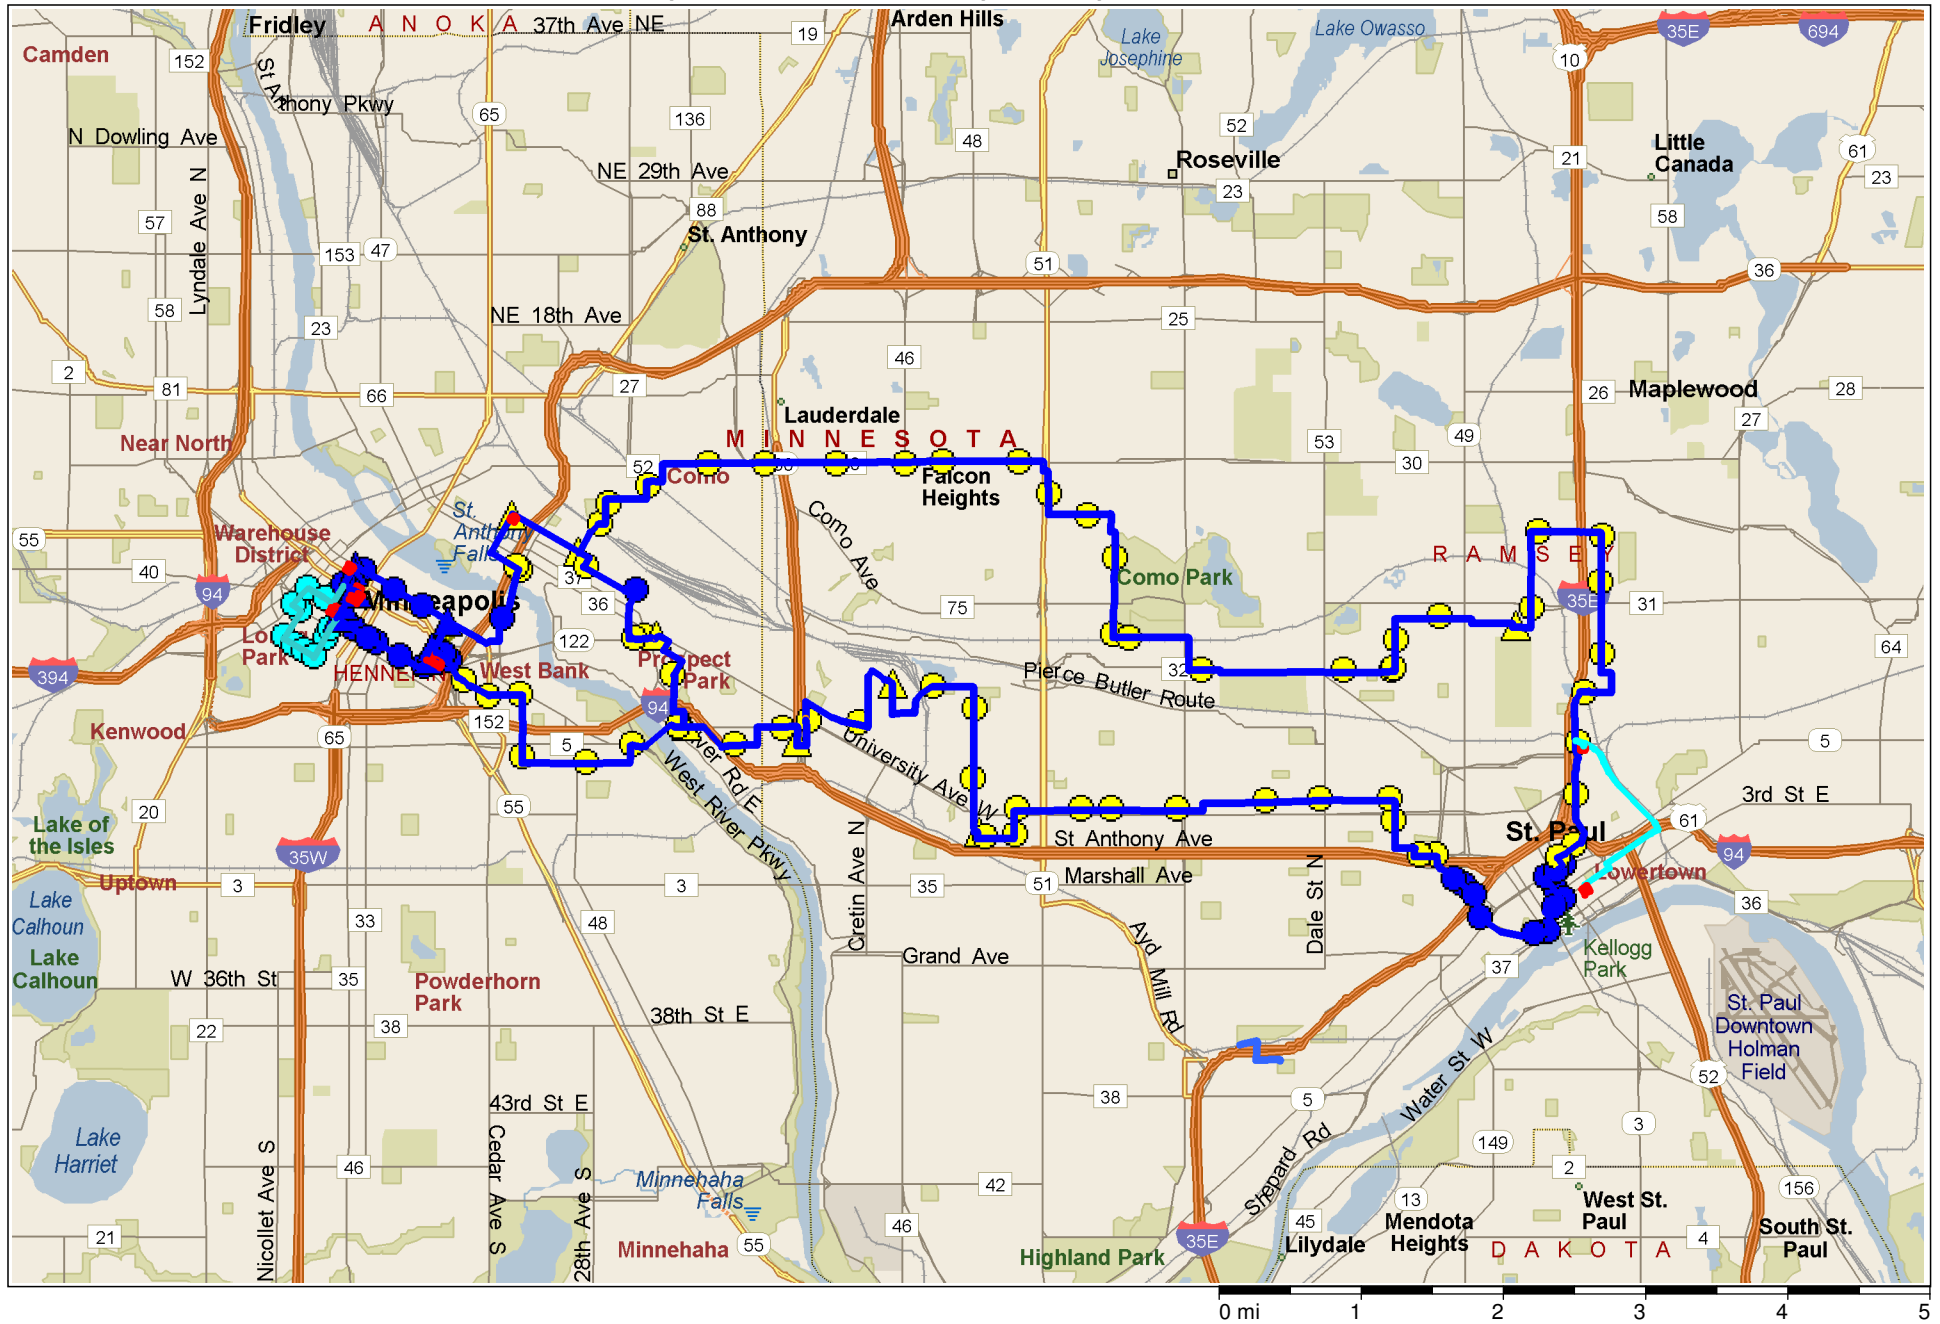 Fridley
A N O K A
37th Ave NE
19
Arden Hills
Lake
Josephine
Lake Owasso
35E
694
Camden
152
10
thony Pkwy
65
136
52
48
Little
Canada
61
N Dowling Ave
Roseville
21
NE 29th Ave
23
23
Lyndale Ave N
57
88
58
St. Anthony
153
47
51
36
58
NE 18th Ave
23
25
46
2
81
66
27
26
Maplewood
28
Lauderdale
27
Near North
M I N N E S O T A
53
49
30
52
Como
Falcon
Heights
St.
Anthony
Falls
Como Ave
Warehouse
District
55
R A M S E Y
40
37
Como Park
94
Minneapolis
36
75
35E
31
Lo
Park
122
64
HENNEPIN
West Bank
Prospect
Park
32
394
Pierce Butler Route
94
152
Kenwood
65
5
University Ave W
5
River Rd E
West River Pkwy
20
55
3rd St E
61
Lake of
the Isles
St. Paul
St Anthony Ave
35W
94
Cretin Ave N
Dale St N
Lowertown
Uptown
3
3
35
51
Marshall Ave
Lake
Calhoun
33
48
36
Ayd Mill Rd
Lake
Calhoun
Grand Ave
Kellogg
Park
W 36th St
35
Powderhorn
Park
37
St. Paul
Downtown
Holman
Field
22
38
38th St E
Water St W
52
43rd St E
38
5
3
Lake
Harriet
Cedar Ave S
Shepard Rd
149
Nicollet Ave S
46
28th Ave S
Minnehaha
Falls
42
2
13
156
West St.
Paul
46
45
Mendota
Heights
South St.
Paul
21
Minnehaha
55
Highland Park
35E
Lilydale
D A K O T A
4
0 mi
1
2
3
4
5